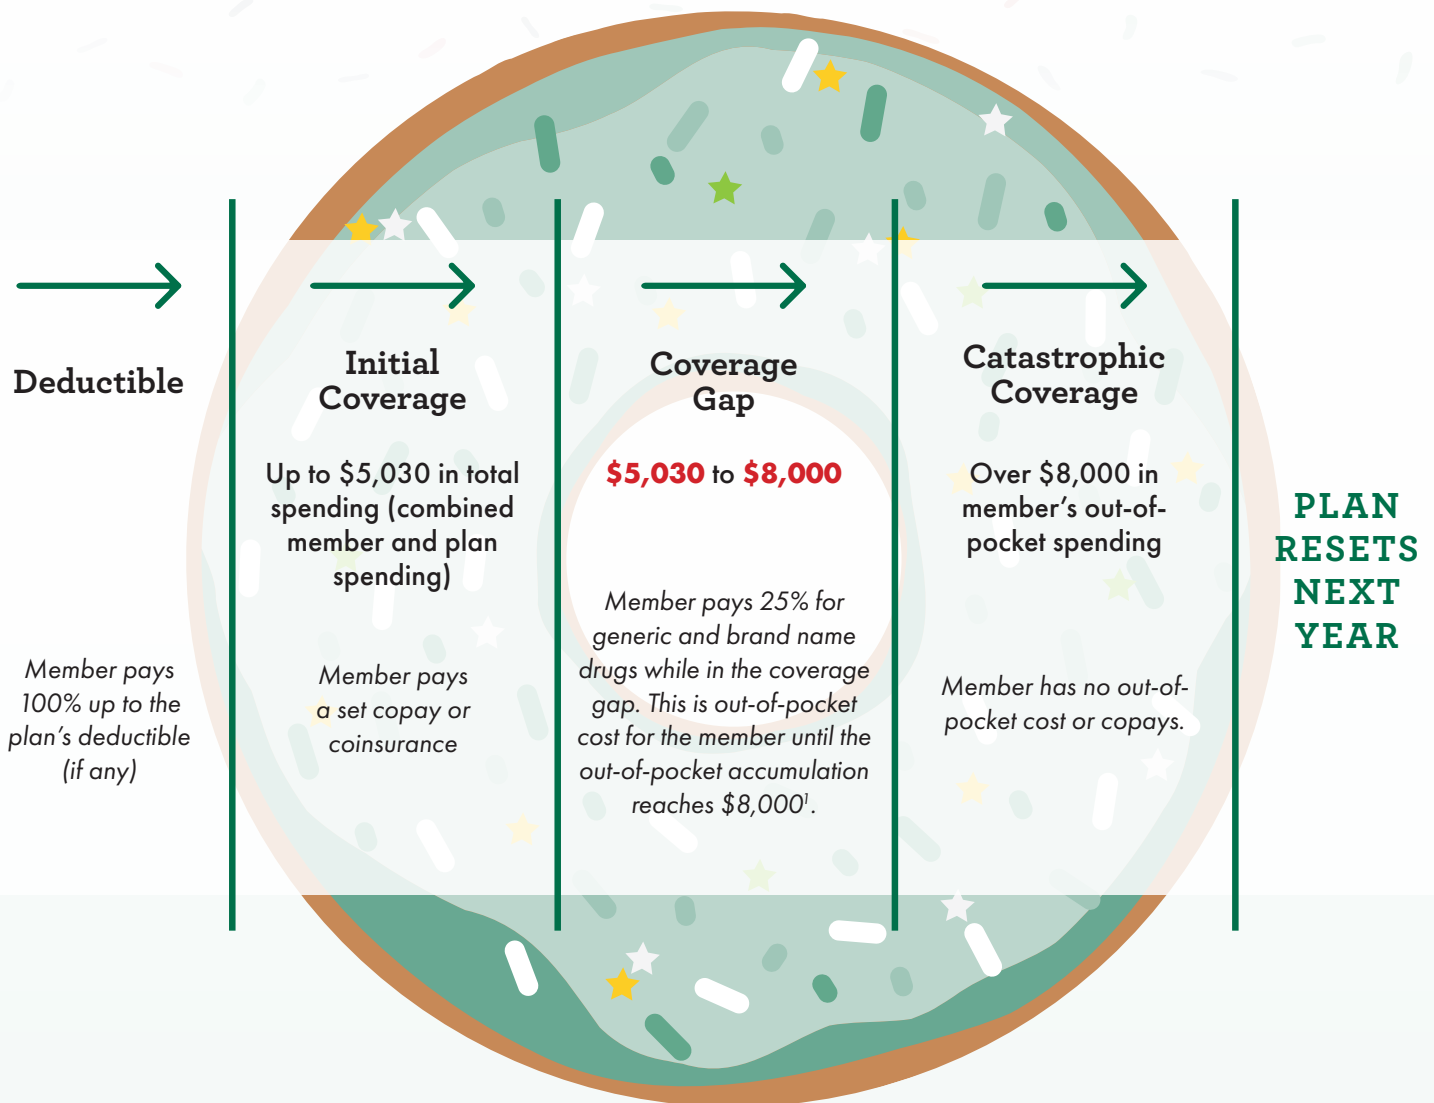 Deductible
Member pays
100% up to the
plan’s deductible
(if any)
Initial
Coverage
Up to $5,030 in total
spending (combined
member and plan
spending)
Member pays
a set copay or
coinsurance
Coverage
Gap
$5,030 to $8,000
Member pays 25% for
generic and brand name
drugs while in the coverage
gap. This is out-of-pocket
cost for the member until the
out-of-pocket accumulation
reaches $8,000¹.
Catastrophic
Coverage
Over $8,000 in
member‘s out-of-
pocket spending
Member has no out-of-
pocket cost or copays.
PLAN
RESETS
NEXT
YEAR